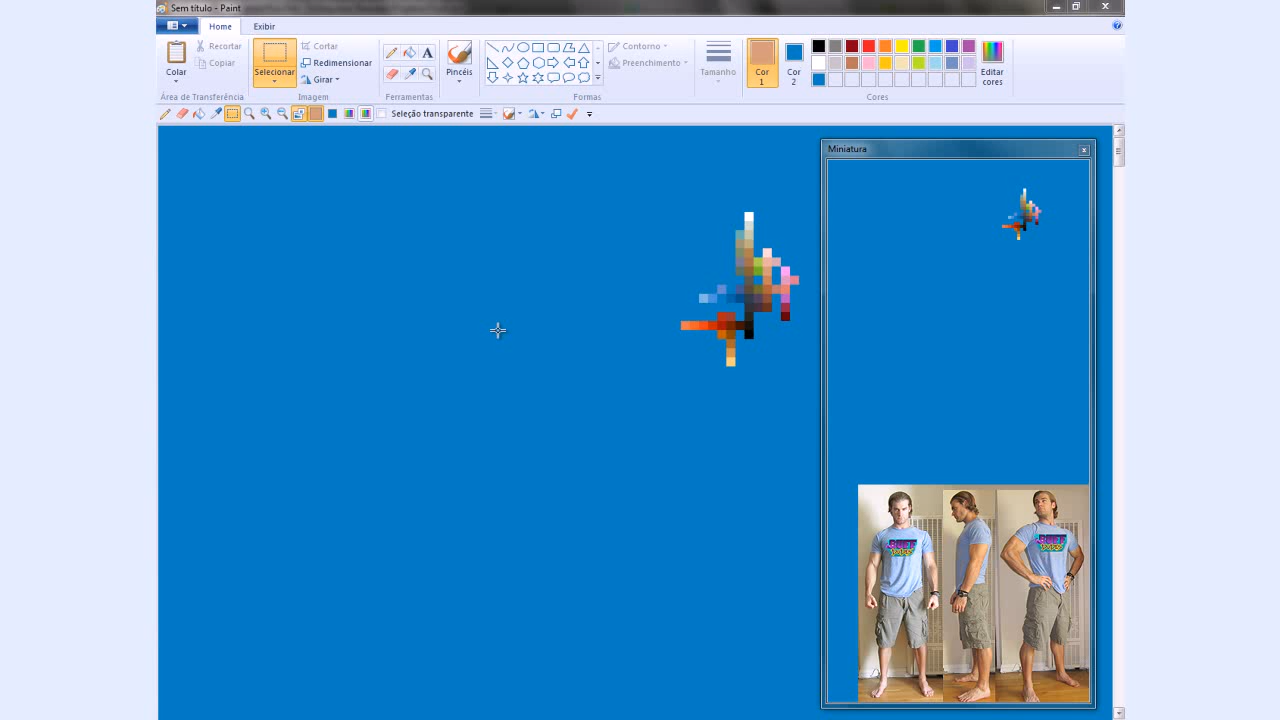 Sem título - Paint
Home
Exibir
Colar
Recortar
Copiar
Área de Transferência
Selecionar
Cortar
Redimensionar
Girar
Imagem
Ferramentas
Pincéis
Contorno
Preenchimento
Formas
Tamanho
Cor
1
Cor
2
Editar
cores
Cores
Seleção transparente
Miniatura